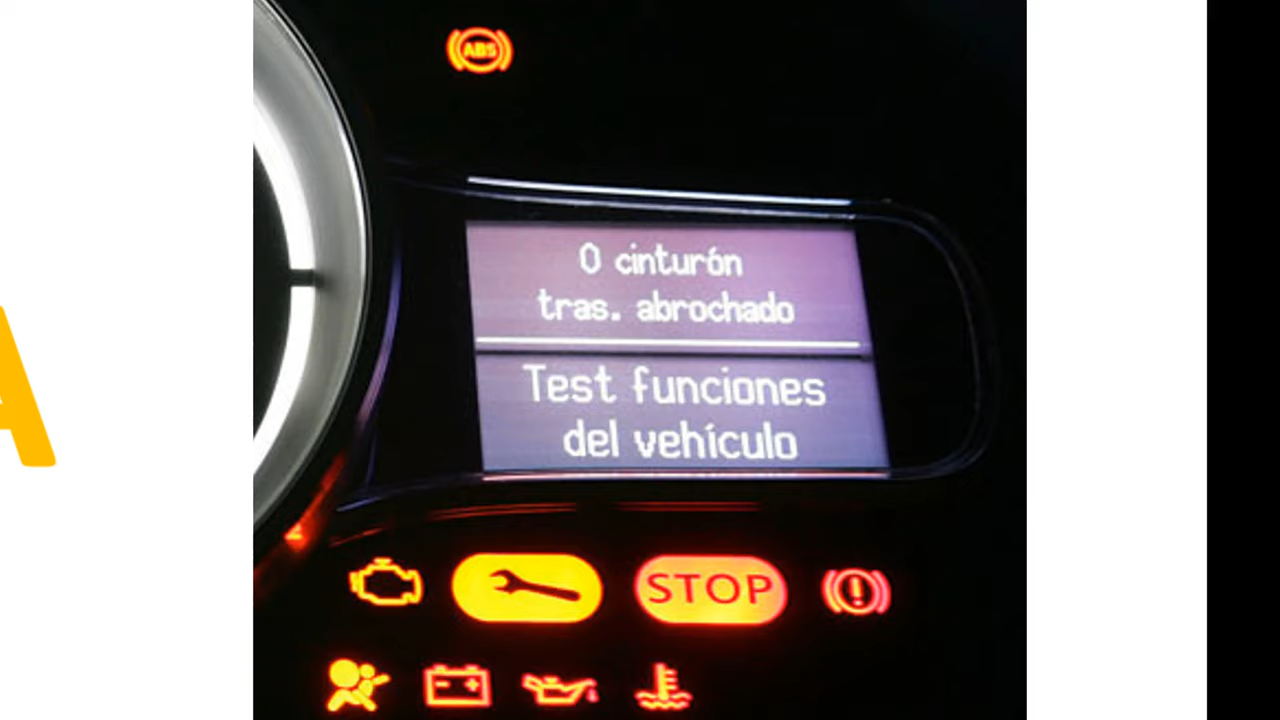 A
ABS
0 cinturón
tras. abrochado
Test funciones
del vehículo
STOP